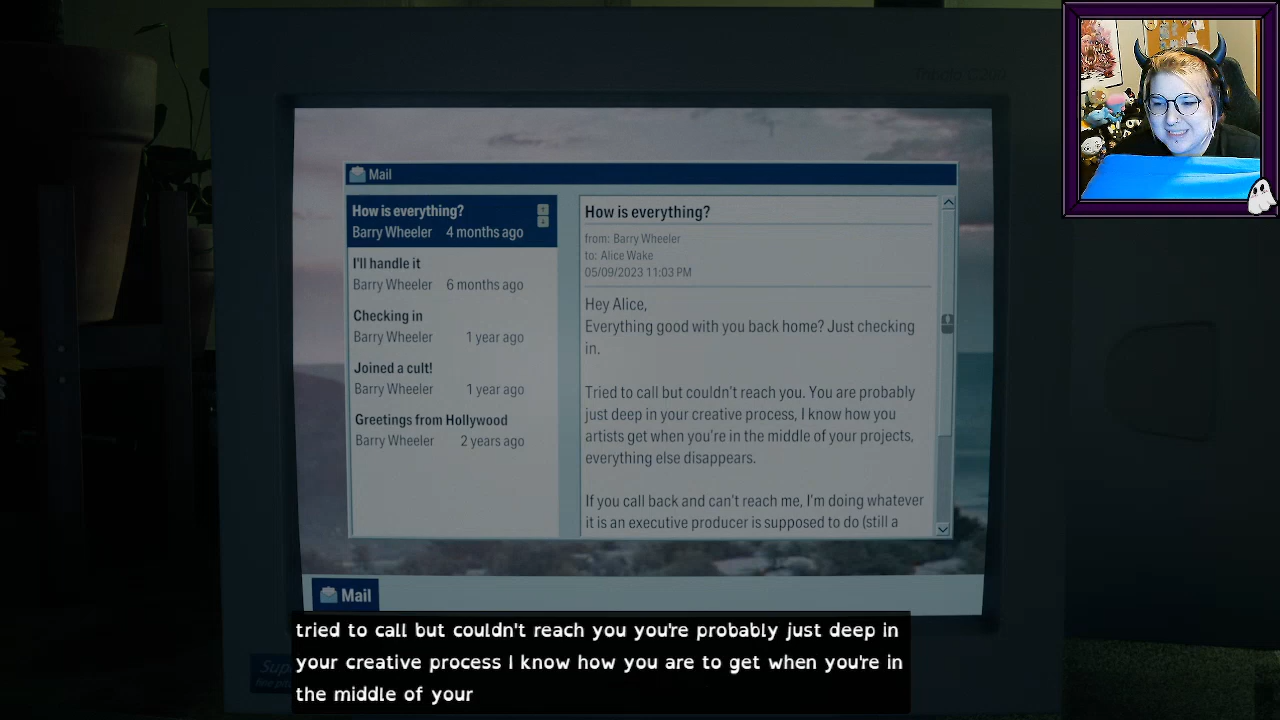 Trindio C202
Mail
How is everything?
Barry Wheeler 4 months ago
I'll handle it
Barry Wheeler 6 months ago
Checking in
Barry Wheeler 1 year ago
Joined a cult!
Barry Wheeler 1 year ago
Greetings from Hollywood
Barry Wheeler 2 years ago
How is everything?
from: Barry Wheeler
to: Alice Wake
05/09/2023 11:03 PM
Hey Alice,
Everything good with you back home? Just checking
in.
Tried to call but couldn't reach you. You are probably
just deep in your creative process, I know how you
artists get when you're in the middle of your projects,
everything else disappears.
If you call back and can't reach me, I'm doing whatever
it is an executive producer is supposed to do (still a
Mail
tried to call but couldn't reach you you're probably just deep in
your creative process I know how you are to get when you're in
the middle of your